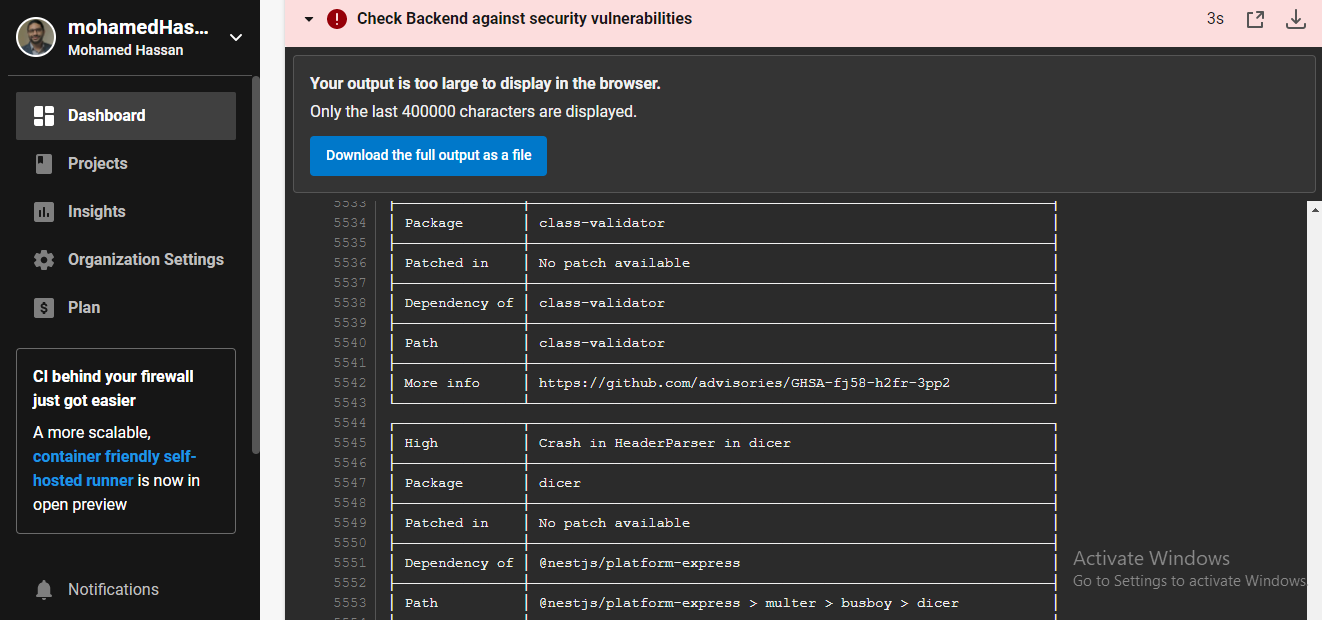 mohamedHas...
Mohamed Hassan
Dashboard
Projects
Insights
Organization Settings
Plan
CI behind your firewall
just got easier
A more scalable,
container friendly self-
hosted runner is now in
open preview
Notifications
Check Backend against security vulnerabilities
3s
Your output is too large to display in the browser.
Only the last 400000 characters are displayed.
Download the full output as a file
5533
5534 Package class-validator
5535
5536 Patched in No patch available
5537
5538 Dependency of class-validator
5539
5540 Path class-validator
5541
5542 More info https://github.com/advisories/GHSA-fj58-h2fr-3pp2
5543
5544
5545 High Crash in HeaderParser in dicer
5546
5547 Package dicer
5548
5549 Patched in No patch available
5550
5551 Dependency of @nestjs/platform-express
5552
5553 Path @nestjs/platform-express > multer > busboy > dicer
5554
Activate Windows
Go to Settings to activate Windows